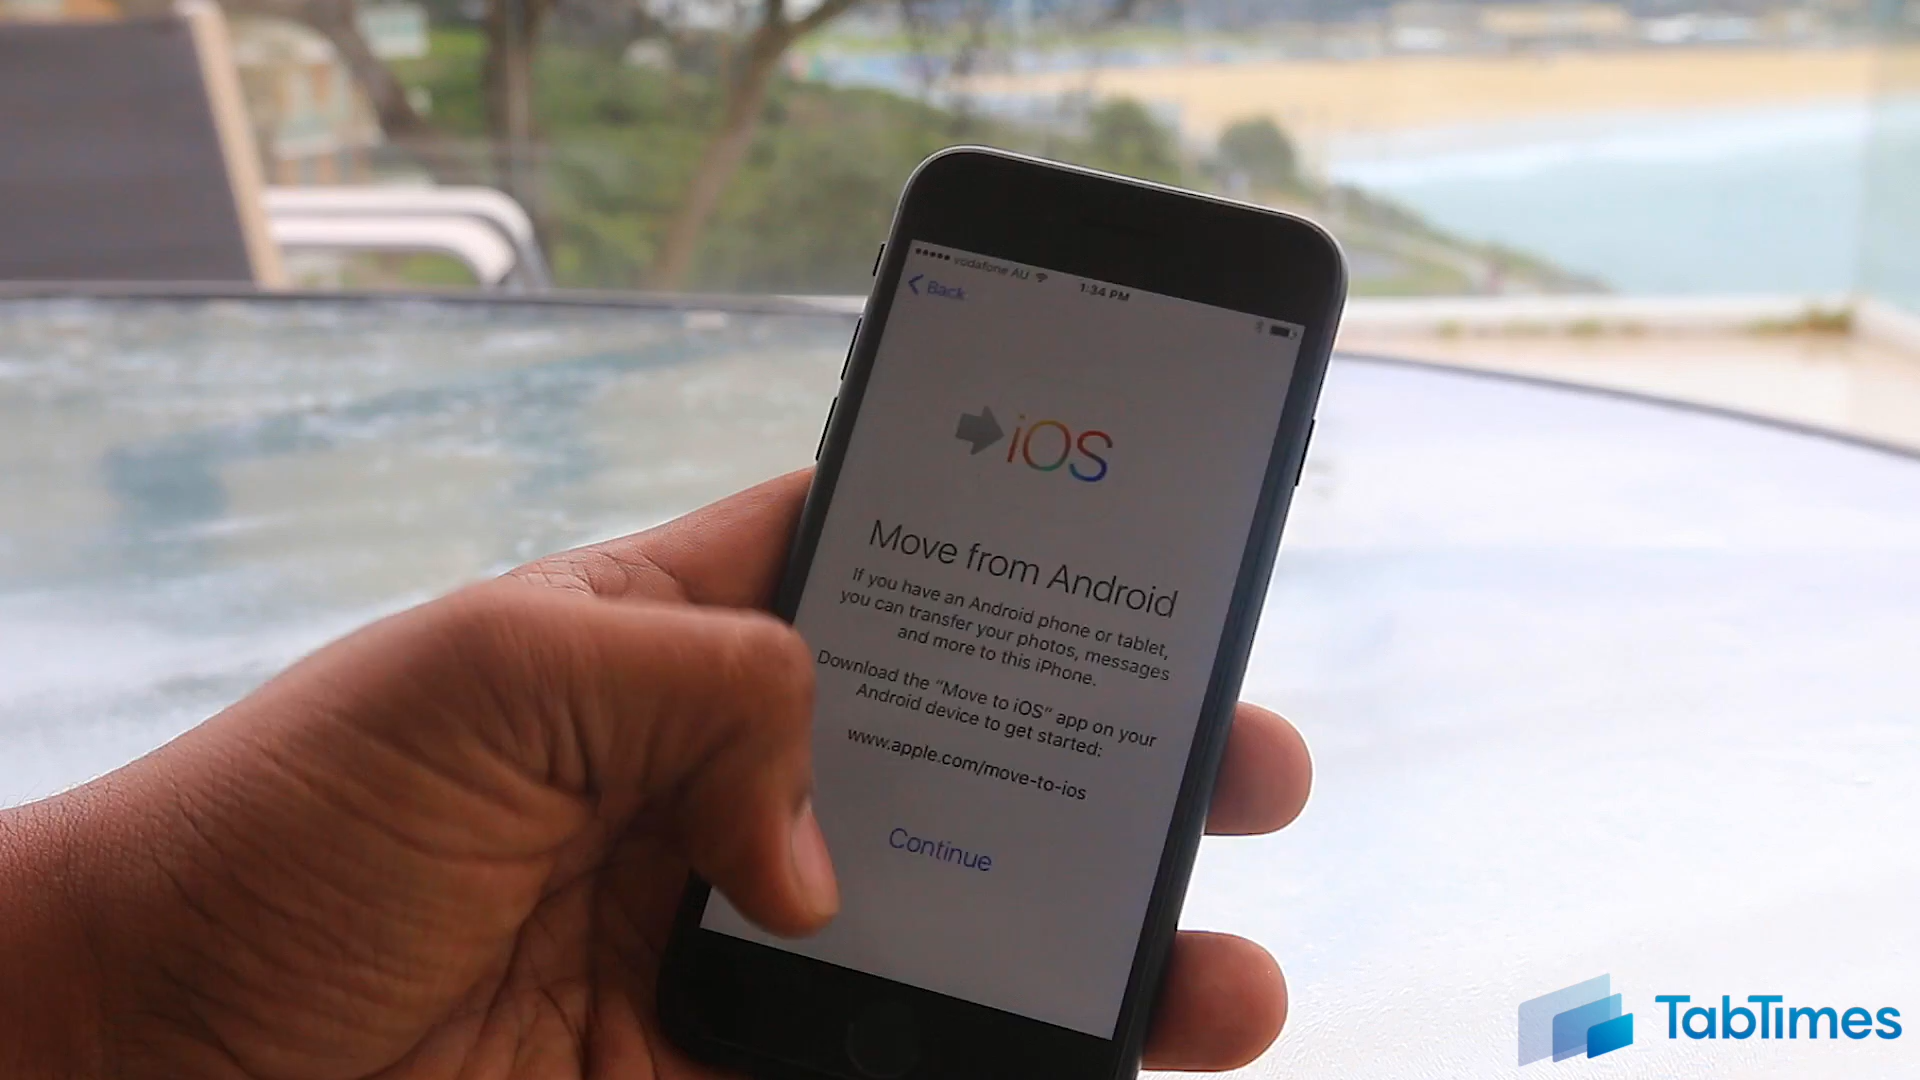 vodafone AU
1:34 PM
Back
iOS
Move from Android
If you have an Android phone or tablet,
you can transfer your photos, messages
and more to this iPhone.
Download the "Move to iOS" app on your
Android device to get started:
www.apple.com/move-to-ios
Continue
TabTimes